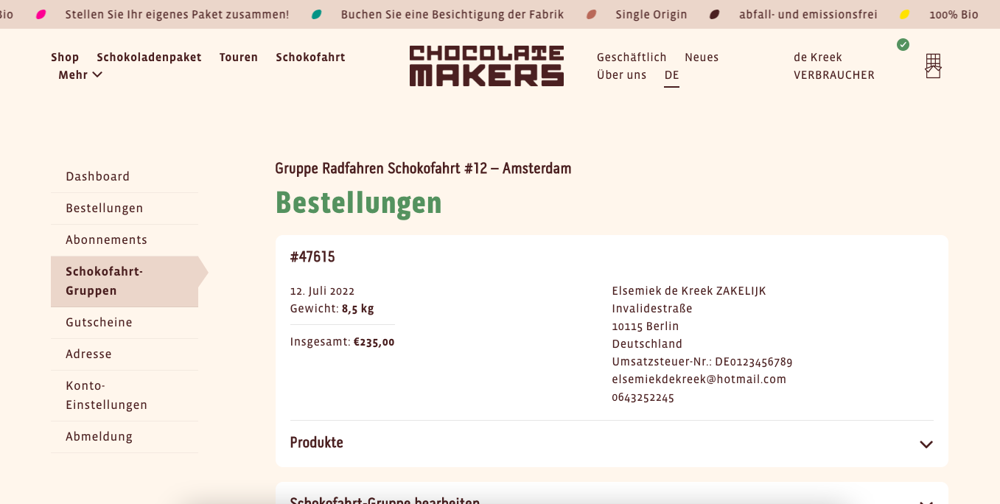 Bio
Stellen Sie Ihr eigenes Paket zusammen!
Buchen Sie eine Besichtigung der Fabrik
Single Origin
abfall- und emissionsfrei
100% Bio
Shop
Schokoladenpaket
Touren
Schokofahrt
Mehr
CHOCOLATE
MAKERS
Geschäftlich
Neues
Über uns
DE
de Kreek
VERBRAUCHER
Dashboard
Bestellungen
Abonnements
Schokofahrt-
Gruppen
Gutscheine
Adresse
Konto-
Einstellungen
Abmeldung
Gruppe Radfahren Schokofahrt #12 – Amsterdam
Bestellungen
#47615
12. Juli 2022
Gewicht: 8,5 kg
Insgesamt: €235,00
Elsemiek de Kreek ZAKELIJK
Invalidestraße
10115 Berlin
Deutschland
Umsatzsteuer-Nr.: DE0123456789
elsemiekdekreek@hotmail.com
0643252245
Produkte
Schokofahrt-Gruppe bearbeiten